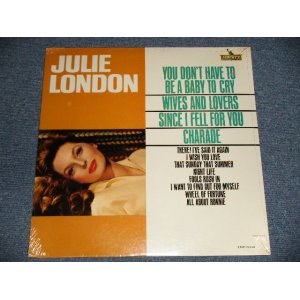 JULIE
LONDON
LIBERTY
YOU DON'T HAVE TO
BE A BABY TO CRY
WIVES AND LOVERS
SINCE I FELL FOR YOU
CHARADE
THERE! I'VE SAID IT AGAIN
I WISH YOU LOVE
THAT SUNDAY THAT SUMMER
NIGHT LIFE
FOOLS RUSH IN
I WANT TO FIND OUT FOR MYSELF
WHEEL OF FORTUNE
ALL ABOUT RONNIE